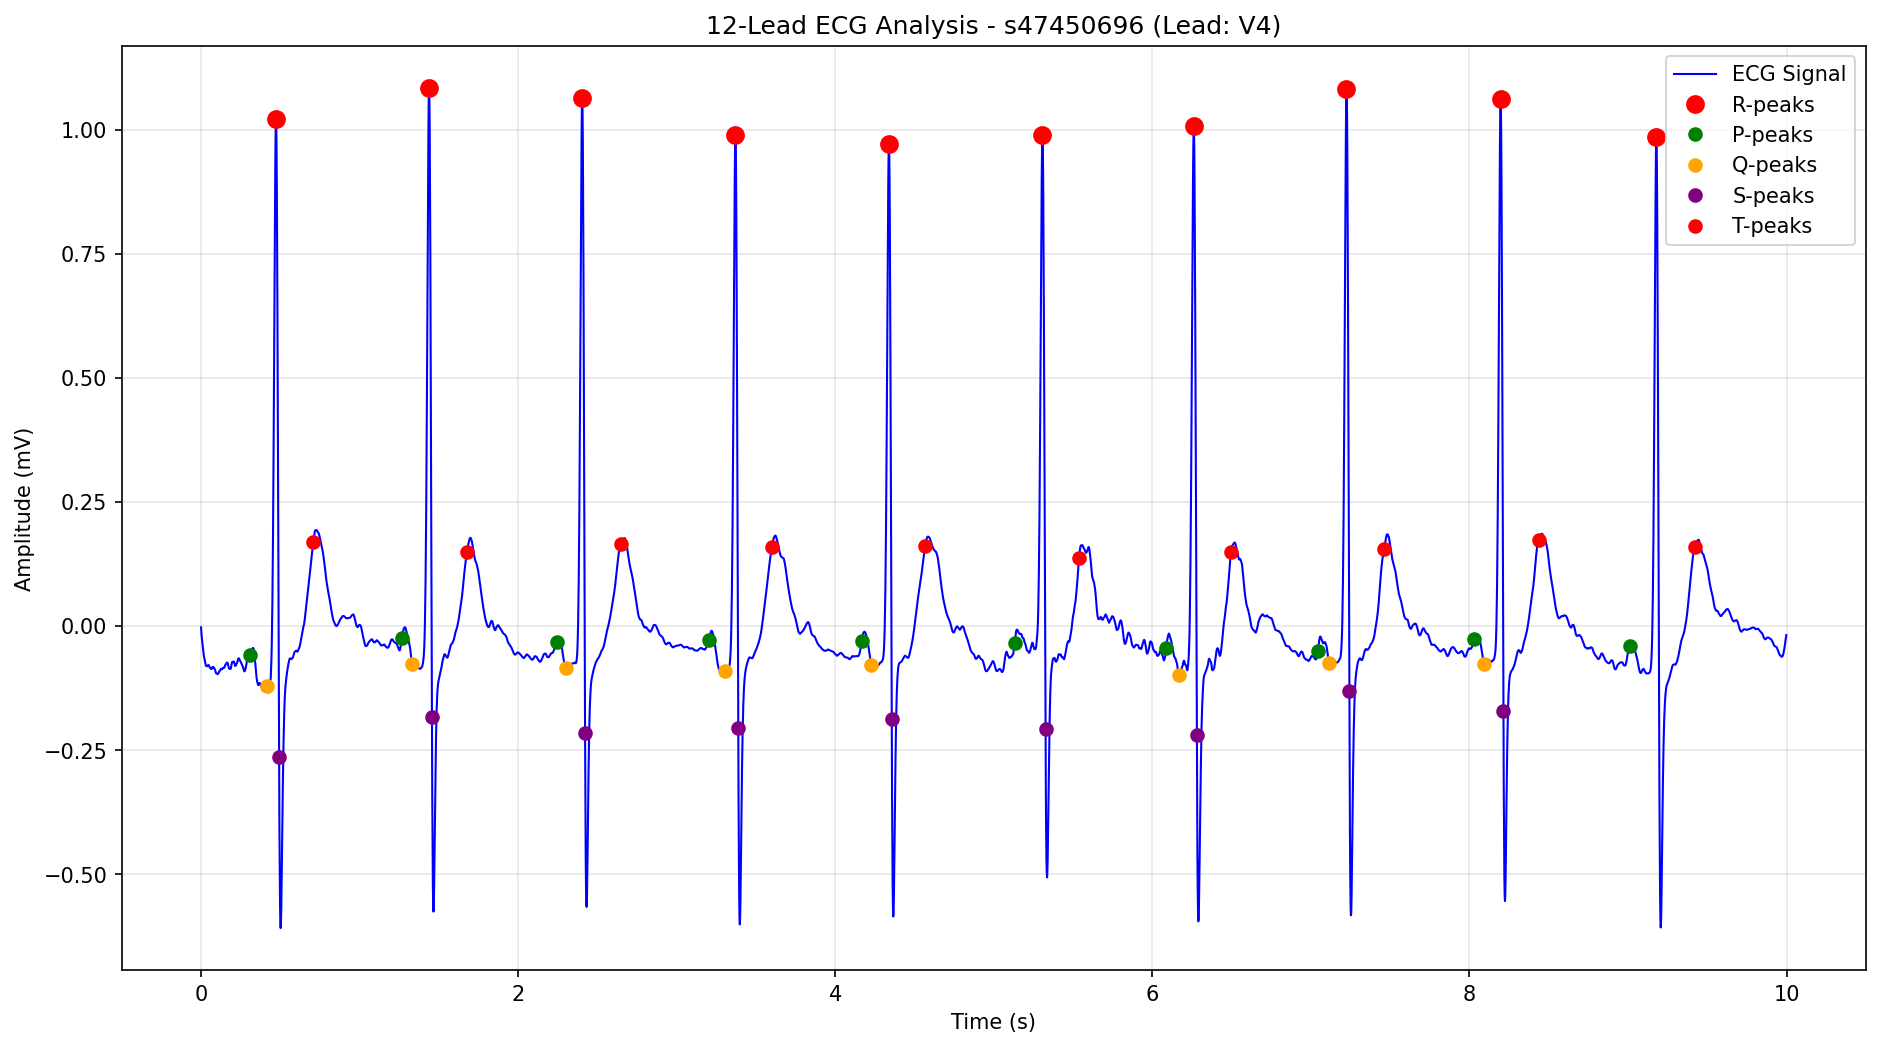 12-Lead ECG Analysis - s47450696 (Lead: V4)
ECG Signal
R-peaks
P-peaks
Q-peaks
S-peaks
T-peaks
Amplitude (mV)
1.00
0.75
0.50
0.25
0.00
−0.25
−0.50
0 2 4 6 8 10
Time (s)